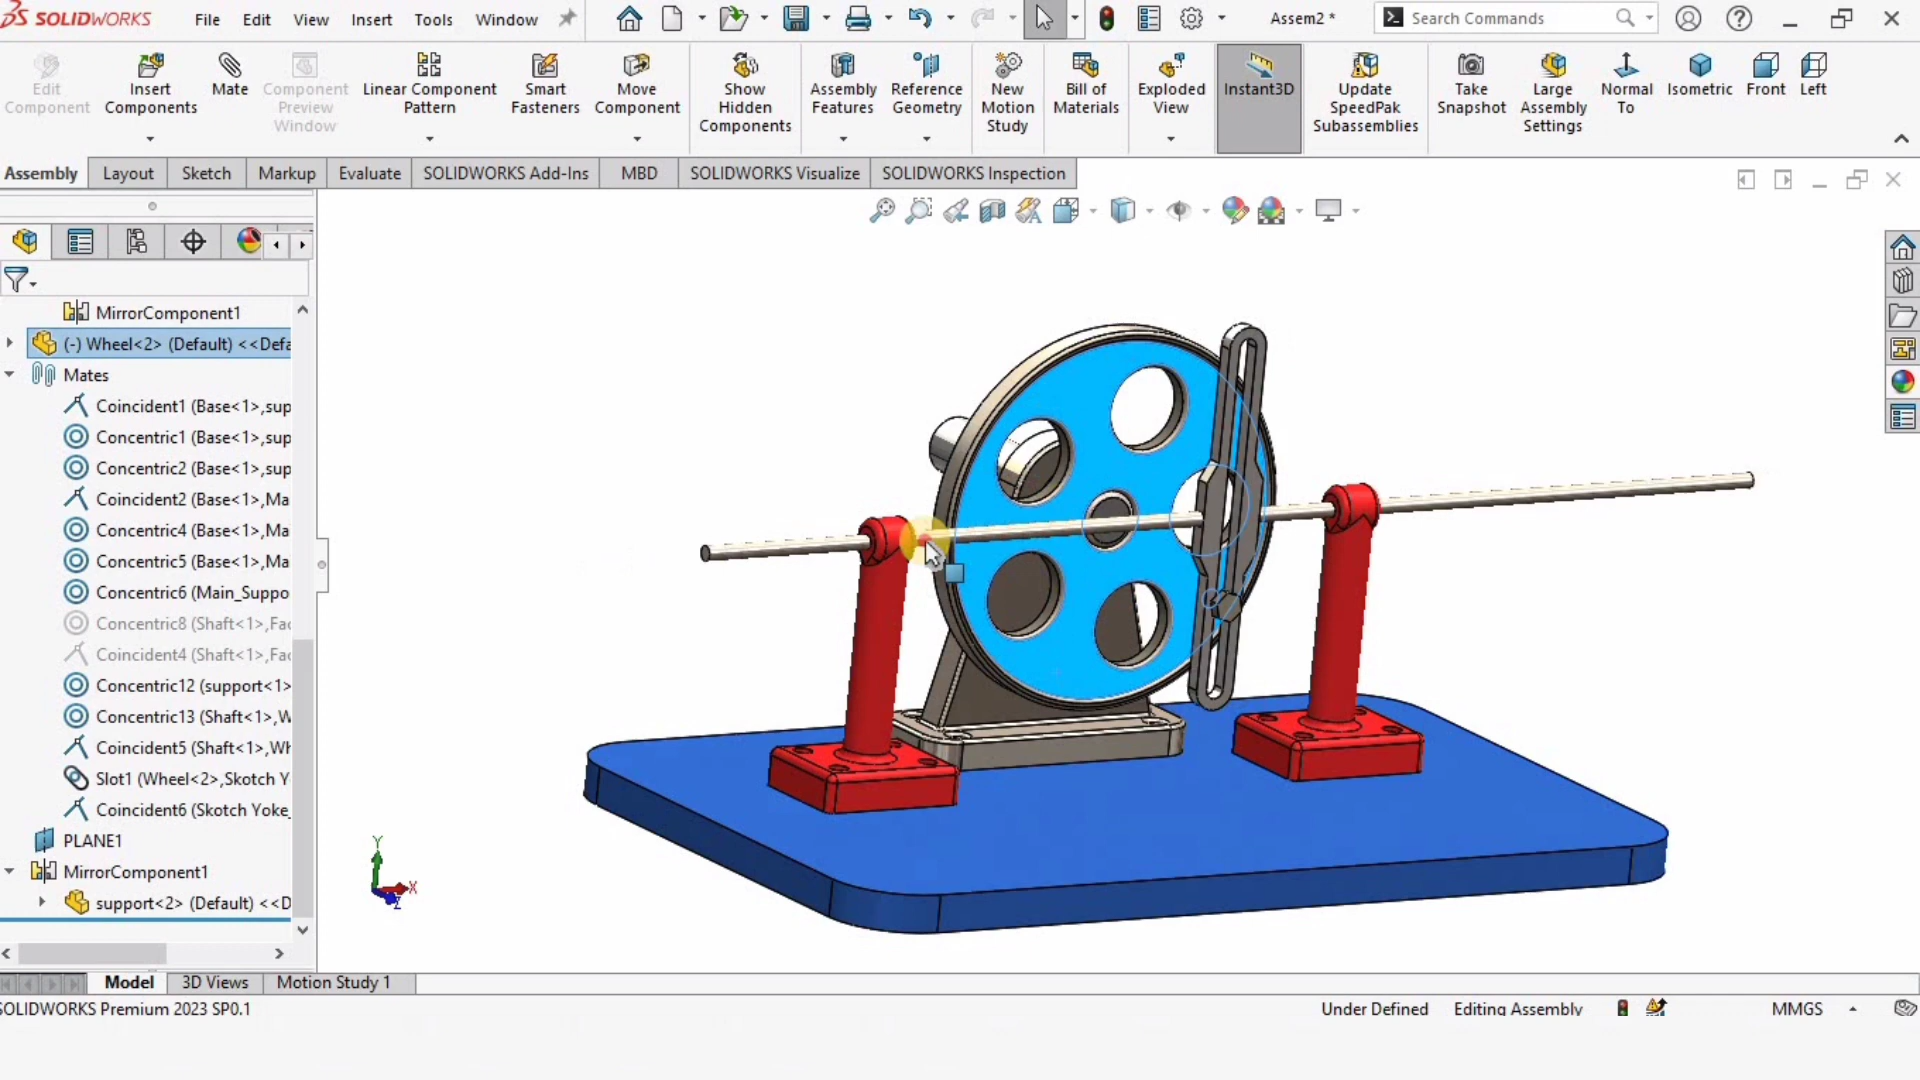 SOLIDWORKS File Edit View Insert Tools Window Assem2 * Search Commands
Edit Component
Insert Components
Mate
Component Preview Window
Linear Component Pattern
Smart Fasteners
Move Component
Show Hidden Components
Assembly Features
Reference Geometry
New Motion Study
Bill of Materials
Exploded View
Instant3D
Update SpeedPak Subassemblies
Take Snapshot
Large Assembly Settings
Normal To
Isometric
Front
Left
Assembly Layout Sketch Markup Evaluate SOLIDWORKS Add-Ins MBD SOLIDWORKS Visualize SOLIDWORKS Inspection
MirrorComponent1
(-) Wheel<2> (Default) <<Defa
Mates
Coincident1 (Base<1>,sup
Concentric1 (Base<1>,sup
Concentric2 (Base<1>,sup
Coincident2 (Base<1>,Ma
Concentric4 (Base<1>,Ma
Concentric5 (Base<1>,Ma
Concentric6 (Main_Suppo
Concentric8 (Shaft<1>,Fac
Coincident4 (Shaft<1>,Fac
Concentric12 (support<1>
Concentric13 (Shaft<1>,W
Coincident5 (Shaft<1>,Wh
Slot1 (Wheel<2>,Skotch Y
Coincident6 (Skotch Yoke_
PLANE1
MirrorComponent1
support<2> (Default) <<D
Y
X
Z
Model 3D Views Motion Study 1
SOLIDWORKS Premium 2023 SP0.1 Under Defined Editing Assembly MMGS